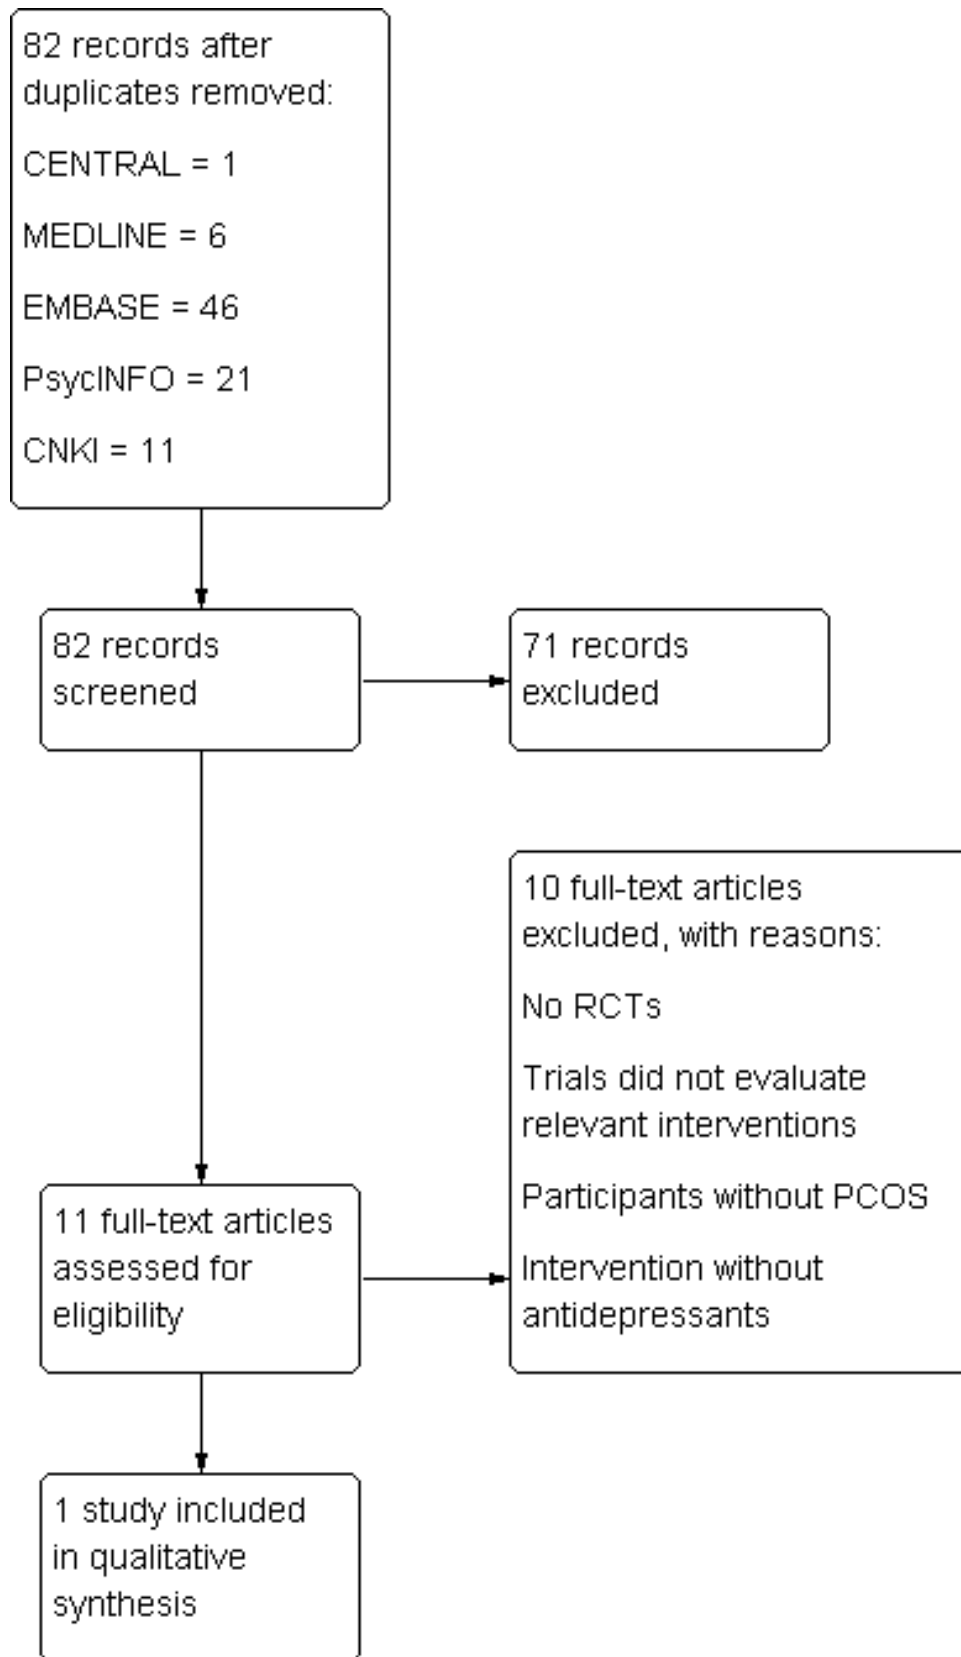 82 records after
duplicates removed:
CENTRAL = 1
MEDLINE = 6
EMBASE = 46
PsycINFO = 21
CNKI = 11
82 records
screened
71 records
excluded
10 full-text articles
excluded, with reasons:
No RCTs
Trials did not evaluate
relevant interventions
Participants without PCOS
Intervention without
antidepressants
11 full-text articles
assessed for
eligibility
1 study included
in qualitative
synthesis